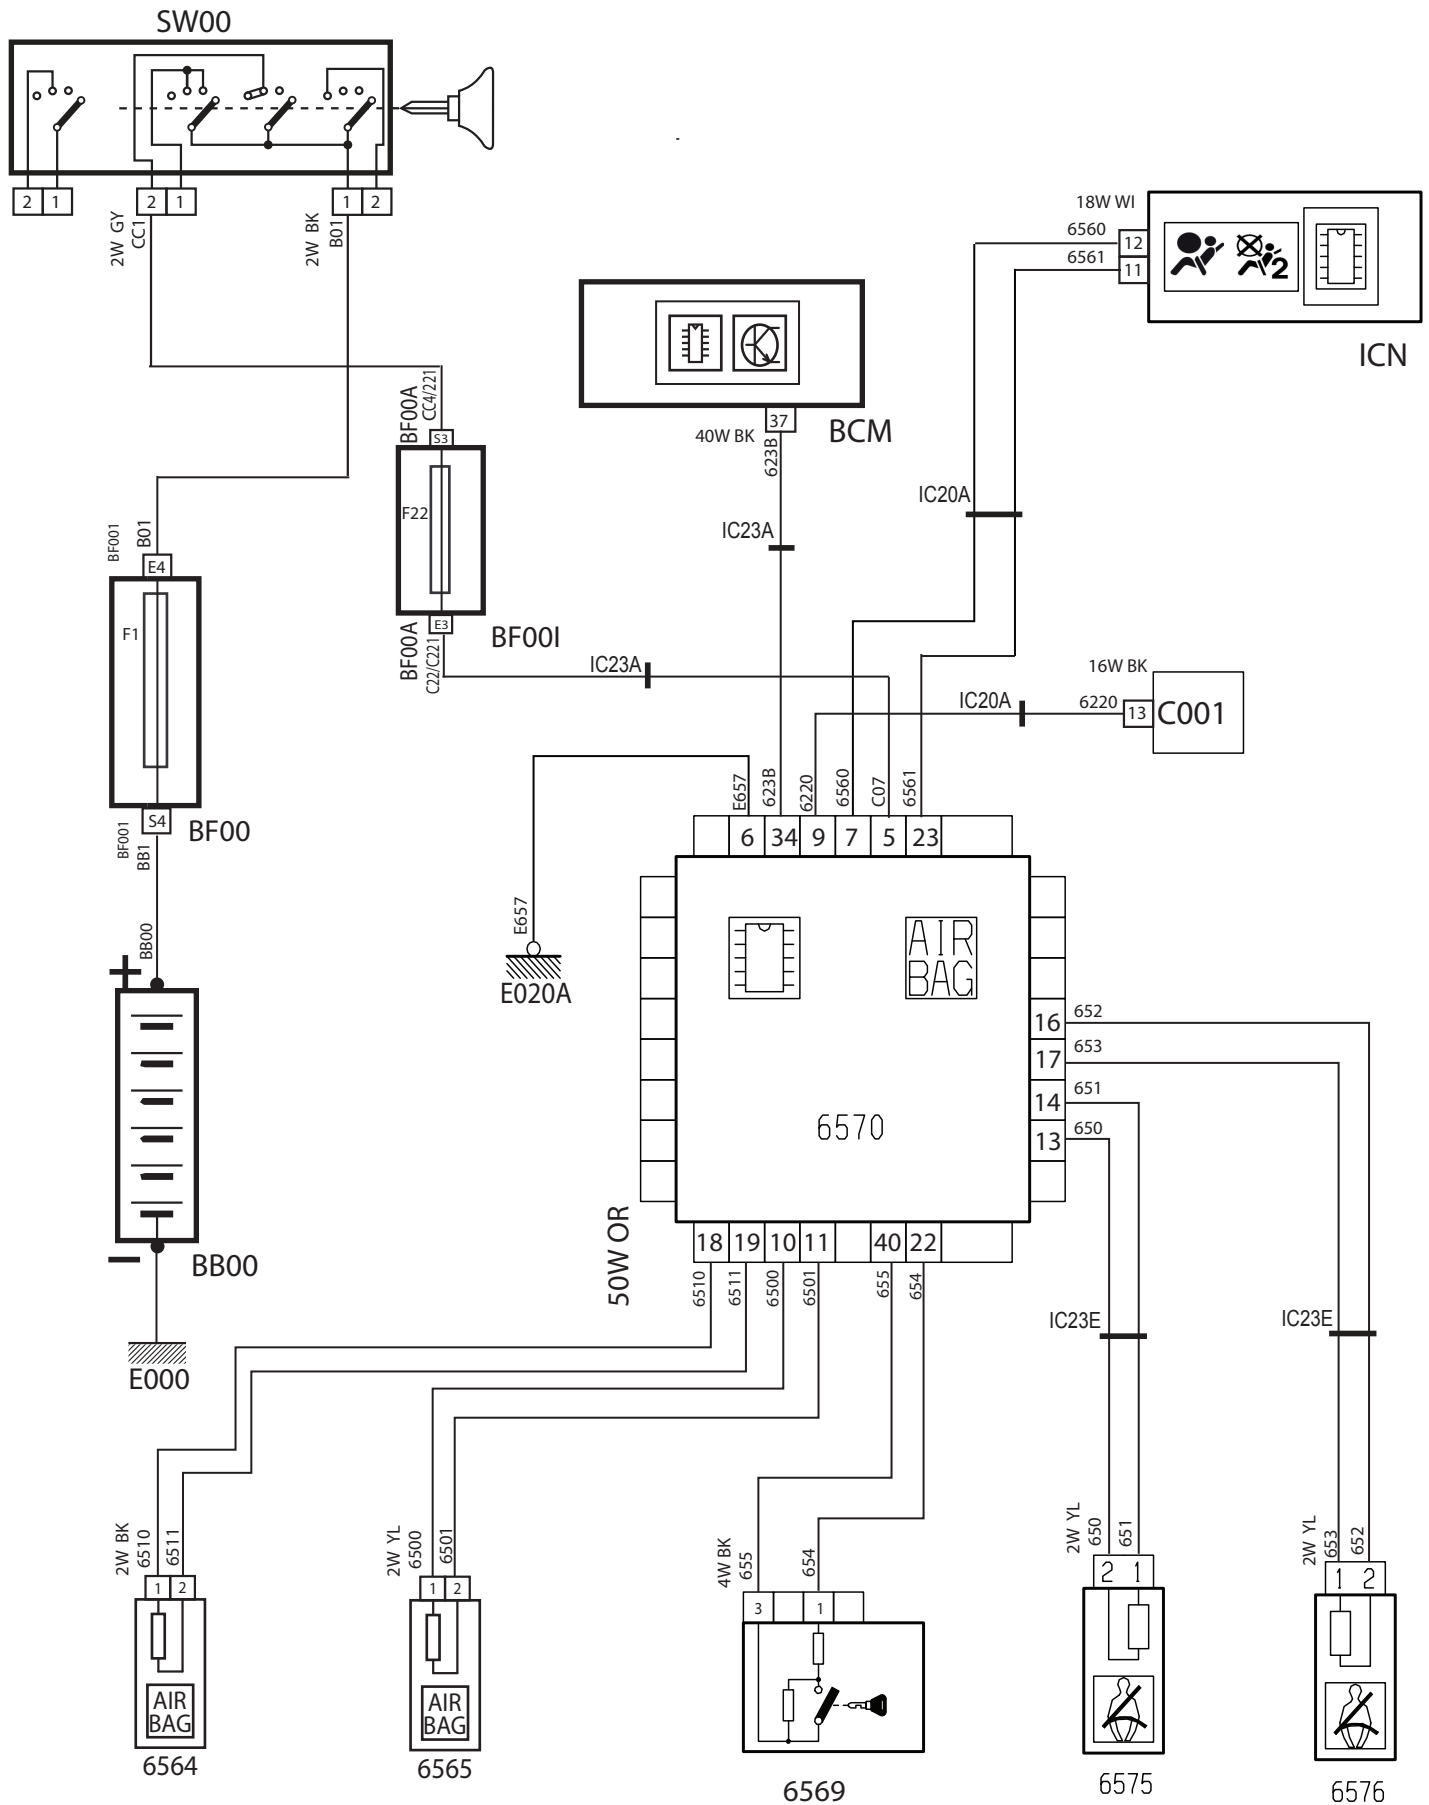 SW00
2 1
2 1
1 2
2W GY
CC1
2W BK
B01
18W WI
6560
12
6561
11
2
ICN
37
40W BK
BCM
623B
BF00A
CC4/221
S3
F22
E3
BF00I
BF00A
C22/C221
IC23A
IC23A
IC20A
BF001
B01
E4
F1
S4
BF00
BF001
BB1
BB00
+
BB00
E000
16W BK
IC20A
6220
13
C001
E657
623B
6220
6560
C07
6561
6 34 9 7 5 23
E657
E020A
AIR
BAG
6570
16
652
17
653
14
651
13
650
50W OR
18 19 10 11 40 22
6510
6511
6500
6501
655
654
IC23E
IC23E
2W BK
6510
6511
1 2
AIR
BAG
6564
2W YL
6500
6501
1 2
AIR
BAG
6565
4W BK
655
654
3 1
6569
2W YL
650
651
2 1
6575
2W YL
653
652
1 2
6576